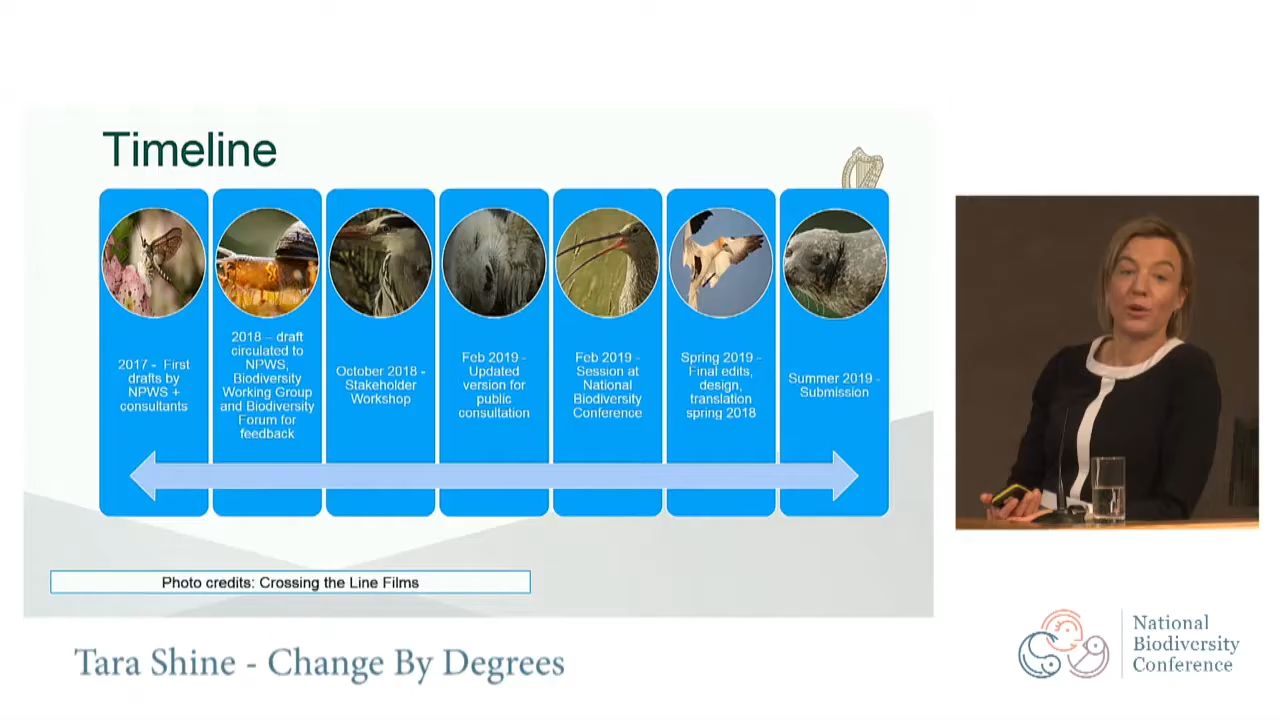 Timeline
2017 - First
drafts by
NPWS +
consultants
2018 – draft
circulated to
NPWS,
Biodiversity
Working Group
and Biodiversity
Forum for
feedback
October 2018 -
Stakeholder
Workshop
Feb 2019 -
Updated
version for
public
consultation
Feb 2019 -
Session at
National
Biodiversity
Conference
Spring 2019 -
Final edits,
design,
translation
spring 2018
Summer 2019 -
Submission
Photo credits: Crossing the Line Films
Tara Shine - Change By Degrees
National
Biodiversity
Conference